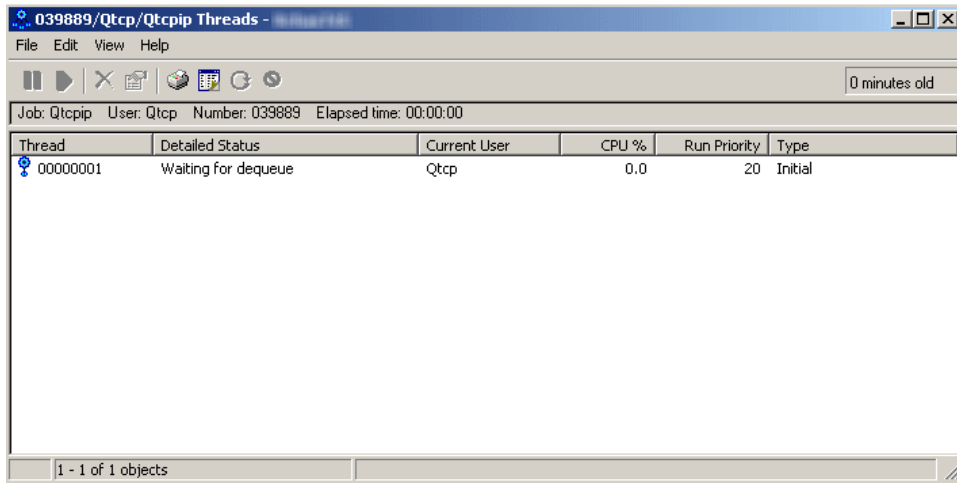 039889/Qtcp/Qtcpip Threads -
File Edit View Help
0 minutes old
Job: Qtcpip User: Qtcp Number: 039889 Elapsed time: 00:00:00
Thread Detailed Status Current User CPU % Run Priority Type
00000001 Waiting for dequeue Qtcp 0.0 20 Initial
1 - 1 of 1 objects